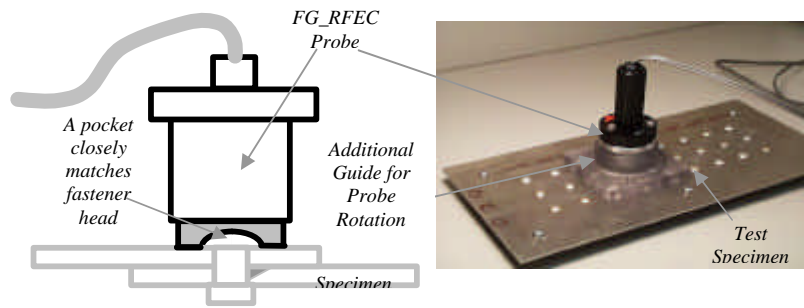 FG_RFEC
Probe
A pocket
closely
matches
fastener
head
Additional
Guide for
Probe
Rotation
Test
Specimen
Specimen